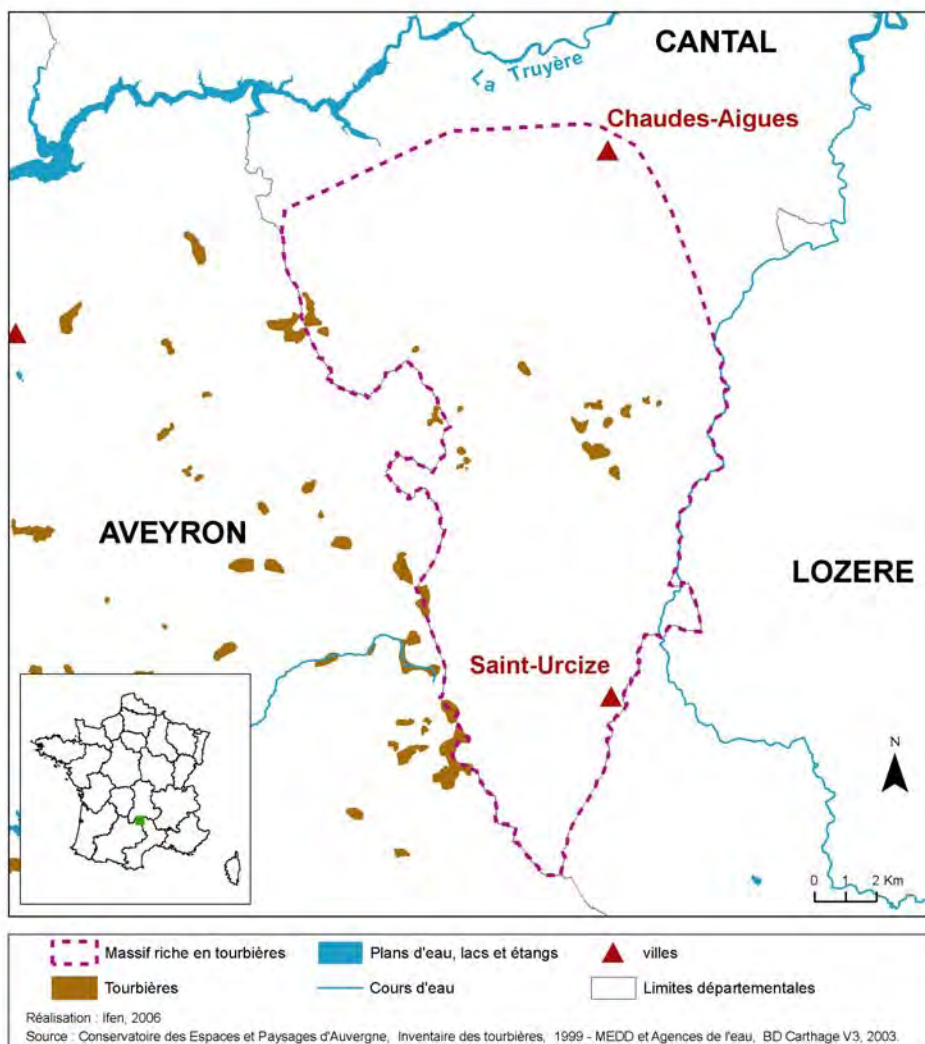 CANTAL
La Truyère
Chaudes-Aigues
AVEYRON
LOZERE
Saint-Urcize
N
0 1 2 Km
Massif riche en tourbières
Plans d'eau, lacs et étangs
villes
Tourbières
Cours d'eau
Limites départementales
Réalisation : Ifen, 2006
Source : Conservatoire des Espaces et Paysages d'Auvergne, Inventaire des tourbières, 1999 - MEDD et Agences de l'eau, BD Carthage V3, 2003.